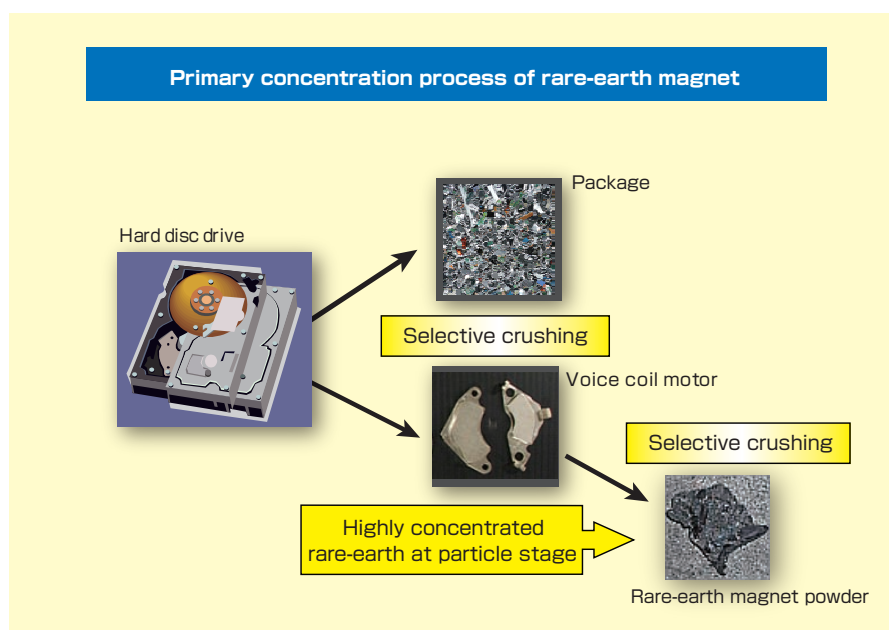 Primary concentration process of rare-earth magnet
Package
Hard disc drive
Selective crushing
Voice coil motor
Selective crushing
Highly concentrated
rare-earth at particle stage
Rare-earth magnet powder